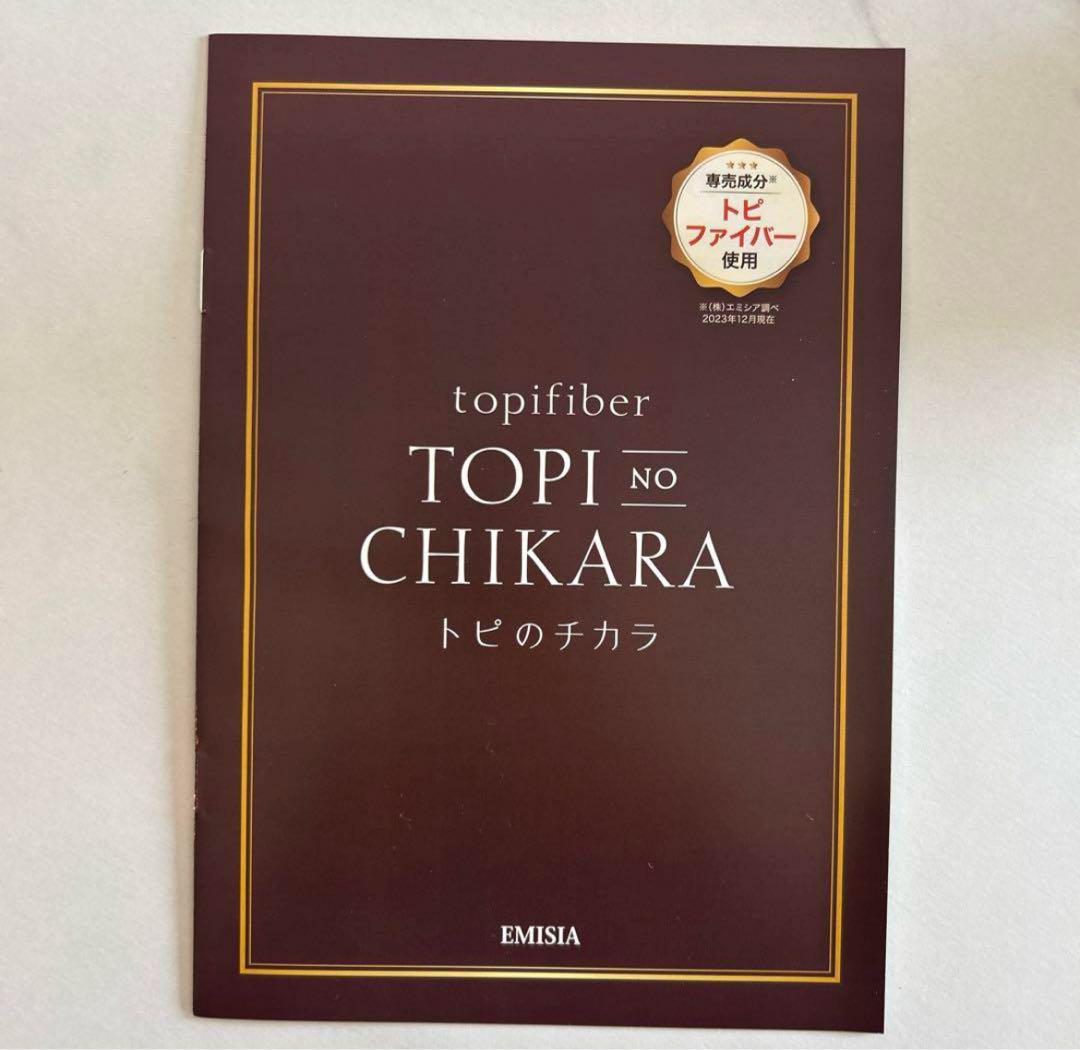 専売成分※
トピ
ファイバー
使用
※(株)エミシア調べ
2023年12月現在
topifiber
TOPI NO
CHIKARA
トピのチカラ
EMISIA